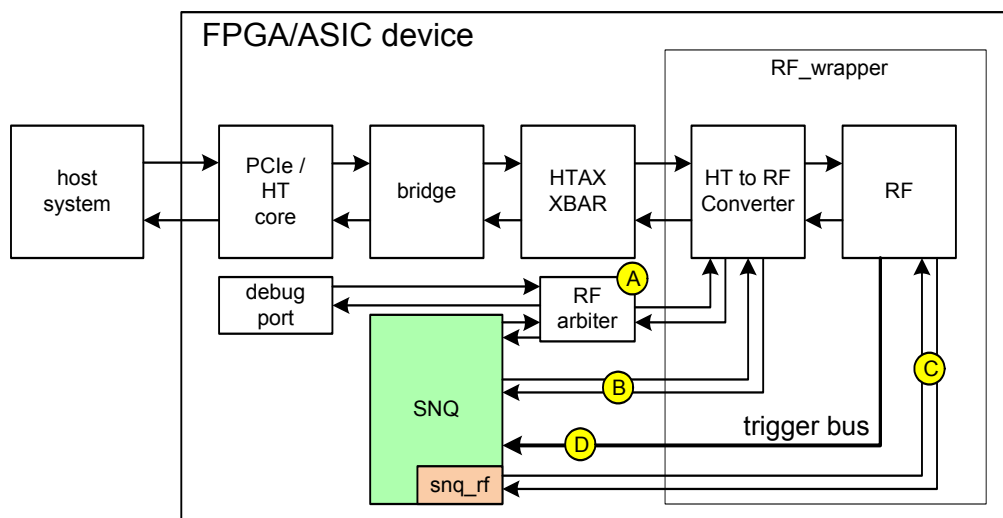 FPGA/ASIC device
RF_wrapper
host
system
PCIe /
HT
core
bridge
HTAX
XBAR
HT to RF
Converter
RF
debug
port
A
RF
arbiter
SNQ
B
C
trigger bus
D
snq_rf